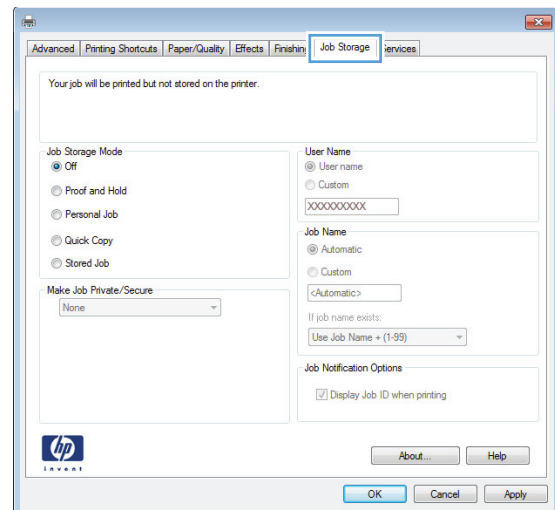 Advanced Printing Shortcuts Paper/Quality Effects Finishing Job Storage Services
Your job will be printed but not stored on the printer.
Job Storage Mode
Off
Proof and Hold
Personal Job
Quick Copy
Stored Job
Make Job Private/Secure
None
User Name
User name
Custom
XXXXXXXXX
Job Name
Automatic
Custom
<Automatic>
If job name exists:
Use Job Name + (1-99)
Job Notification Options
Display Job ID when printing
hp
invent
About... Help
OK Cancel Apply